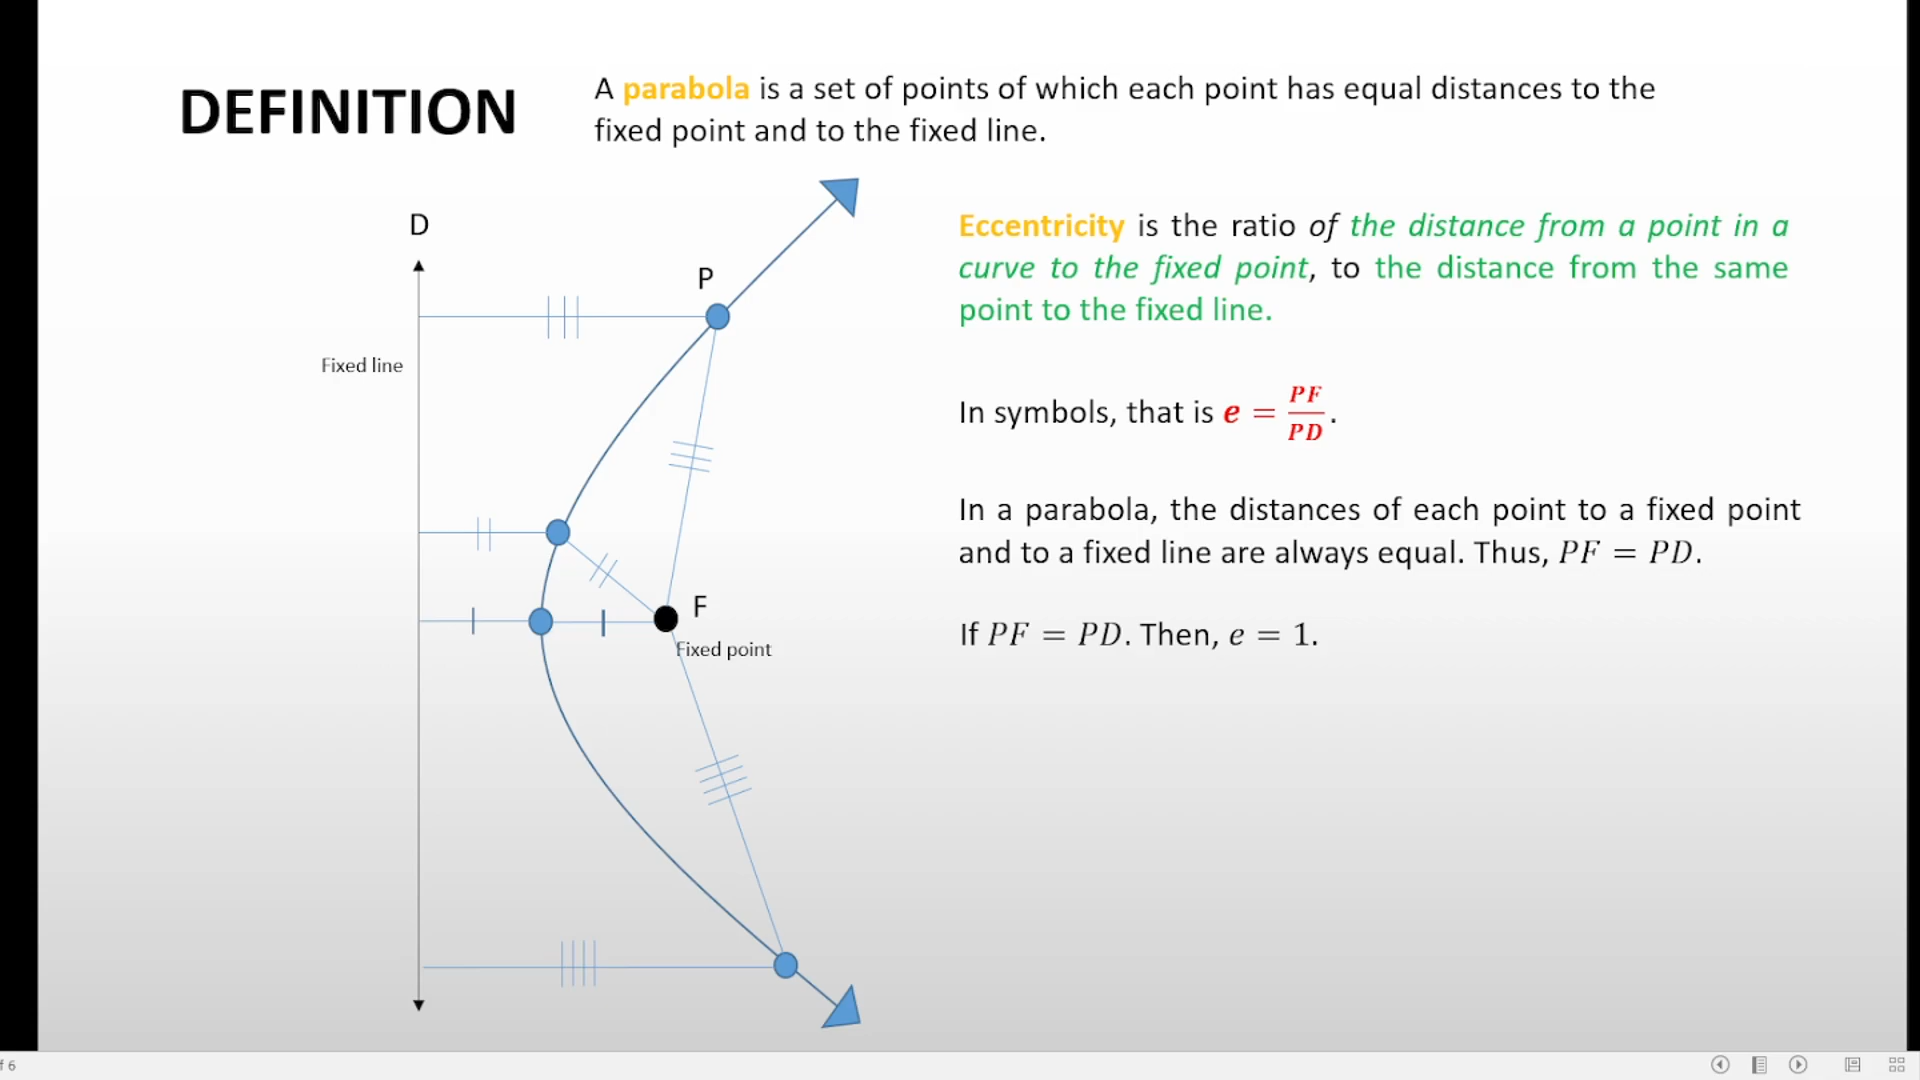 DEFINITION
A parabola is a set of points of which each point has equal distances to the
fixed point and to the fixed line.
D
P
Fixed line
F
Fixed point
Eccentricity is the ratio of the distance from a point in a
curve to the fixed point, to the distance from the same
point to the fixed line.
In symbols, that is e = PF/PD.
In a parabola, the distances of each point to a fixed point
and to a fixed line are always equal. Thus, PF = PD.
If PF = PD. Then, e = 1.
f 6